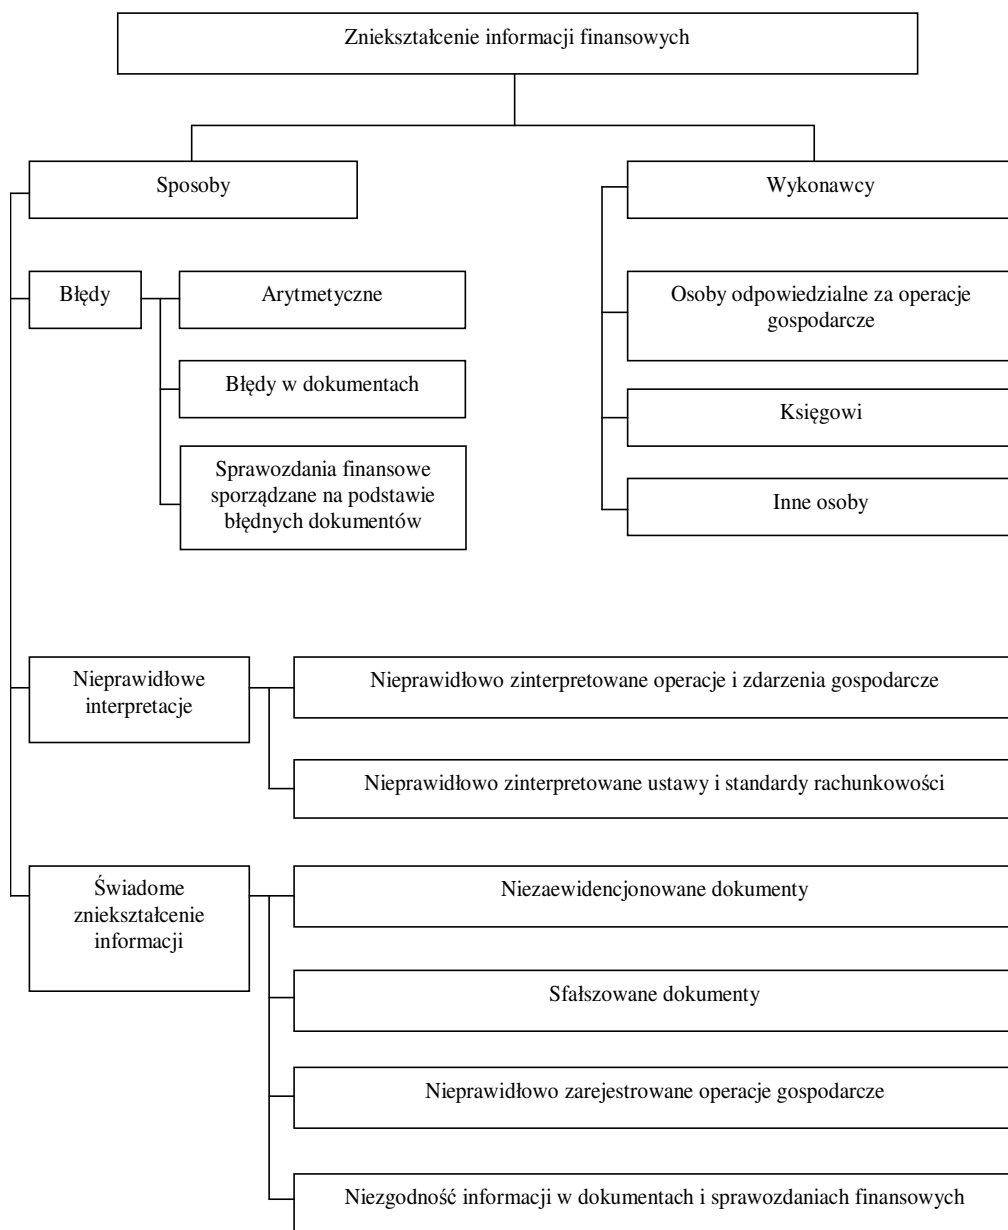 Zniekształcenie informacji finansowych
Sposoby
Wykonawcy
Błędy
Arytmetyczne
Błędy w dokumentach
Sprawozdania finansowe
sporządzane na podstawie
błędnych dokumentów
Osoby odpowiedzialne za operacje
gospodarcze
Księgowi
Inne osoby
Nieprawidłowe
interpretacje
Nieprawidłowo zinterpretowane operacje i zdarzenia gospodarcze
Nieprawidłowo zinterpretowane ustawy i standardy rachunkowości
Świadome
zniekształcenie
informacji
Niezaewidencjonowane dokumenty
Sfałszowane dokumenty
Nieprawidłowo zarejestrowane operacje gospodarcze
Niezgodność informacji w dokumentach i sprawozdaniach finansowych